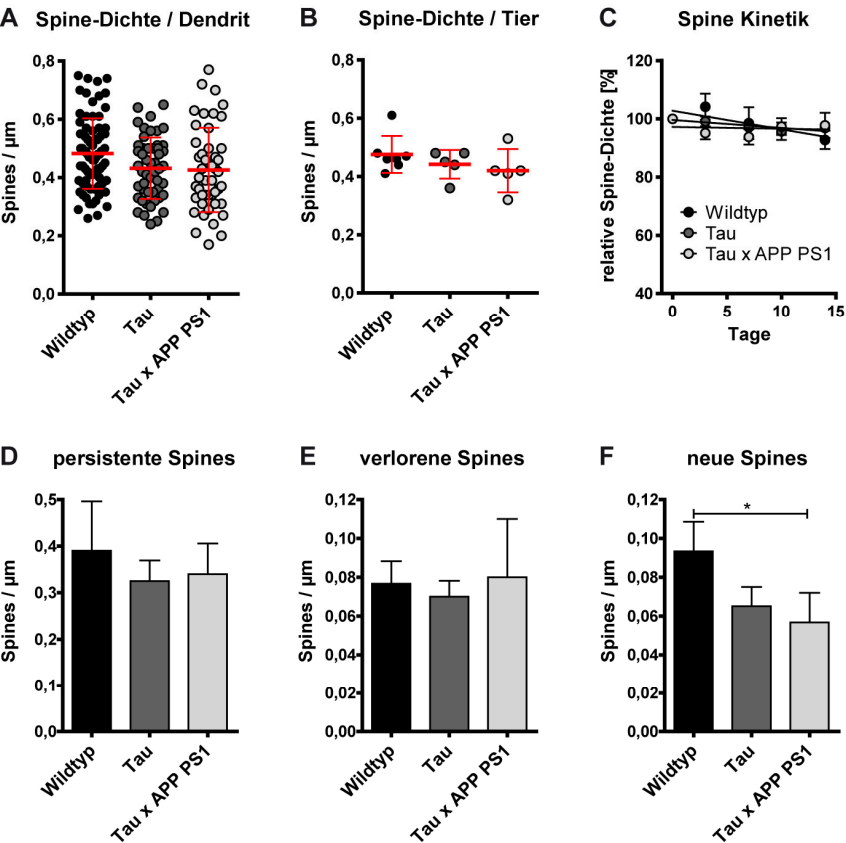 A Spine-Dichte / Dendrit
Spines / µm
0,8
0,6
0,4
0,2
0,0
Wildtyp
Tau
Tau x APP PS1
B Spine-Dichte / Tier
Spines / µm
0,8
0,6
0,4
0,2
0,0
Wildtyp
Tau
Tau x APP PS1
C Spine Kinetik
relative Spine-Dichte [%]
120
100
80
60
40
Wildtyp
Tau
Tau x APP PS1
0 5 10 15
Tage
D persistente Spines
Spines / µm
0,5
0,4
0,3
0,2
0,1
0,0
Wildtyp
Tau
Tau x APP PS1
E verlorene Spines
Spines / µm
0,12
0,10
0,08
0,06
0,04
0,02
0,00
Wildtyp
Tau
Tau x APP PS1
F neue Spines
Spines / µm
0,12
0,10
0,08
0,06
0,04
0,02
0,00
*
Wildtyp
Tau
Tau x APP PS1